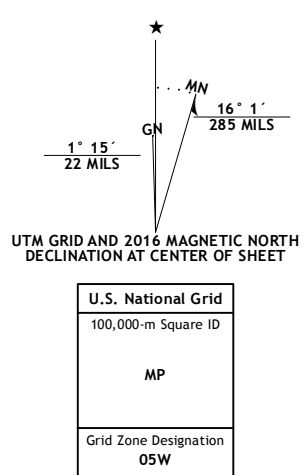 MN
16° 1´
285 MILS
GN
1° 15´
22 MILS
UTM GRID AND 2016 MAGNETIC NORTH
DECLINATION AT CENTER OF SHEET
U.S. National Grid
100,000-m Square ID
MP
Grid Zone Designation
05W